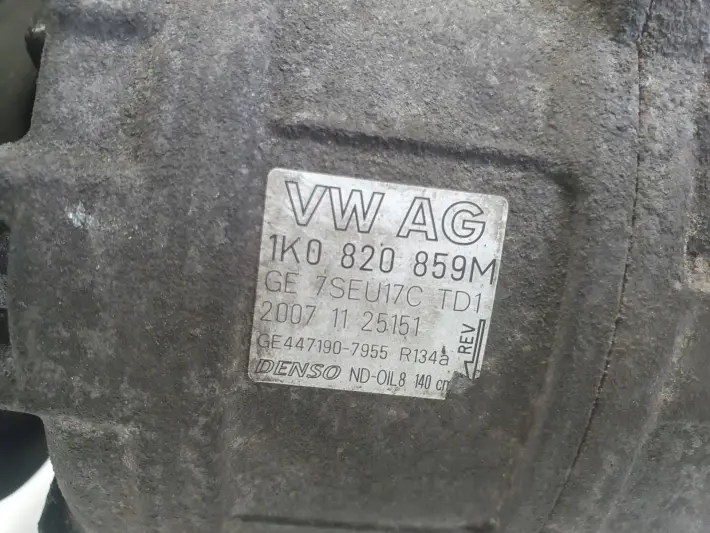 VW AG
1K0 820 859M
GE 7SEU17C TD1
2007 11 25151
GE447190-7955 R134a
REV
DENSO ND-OIL8 140 cm